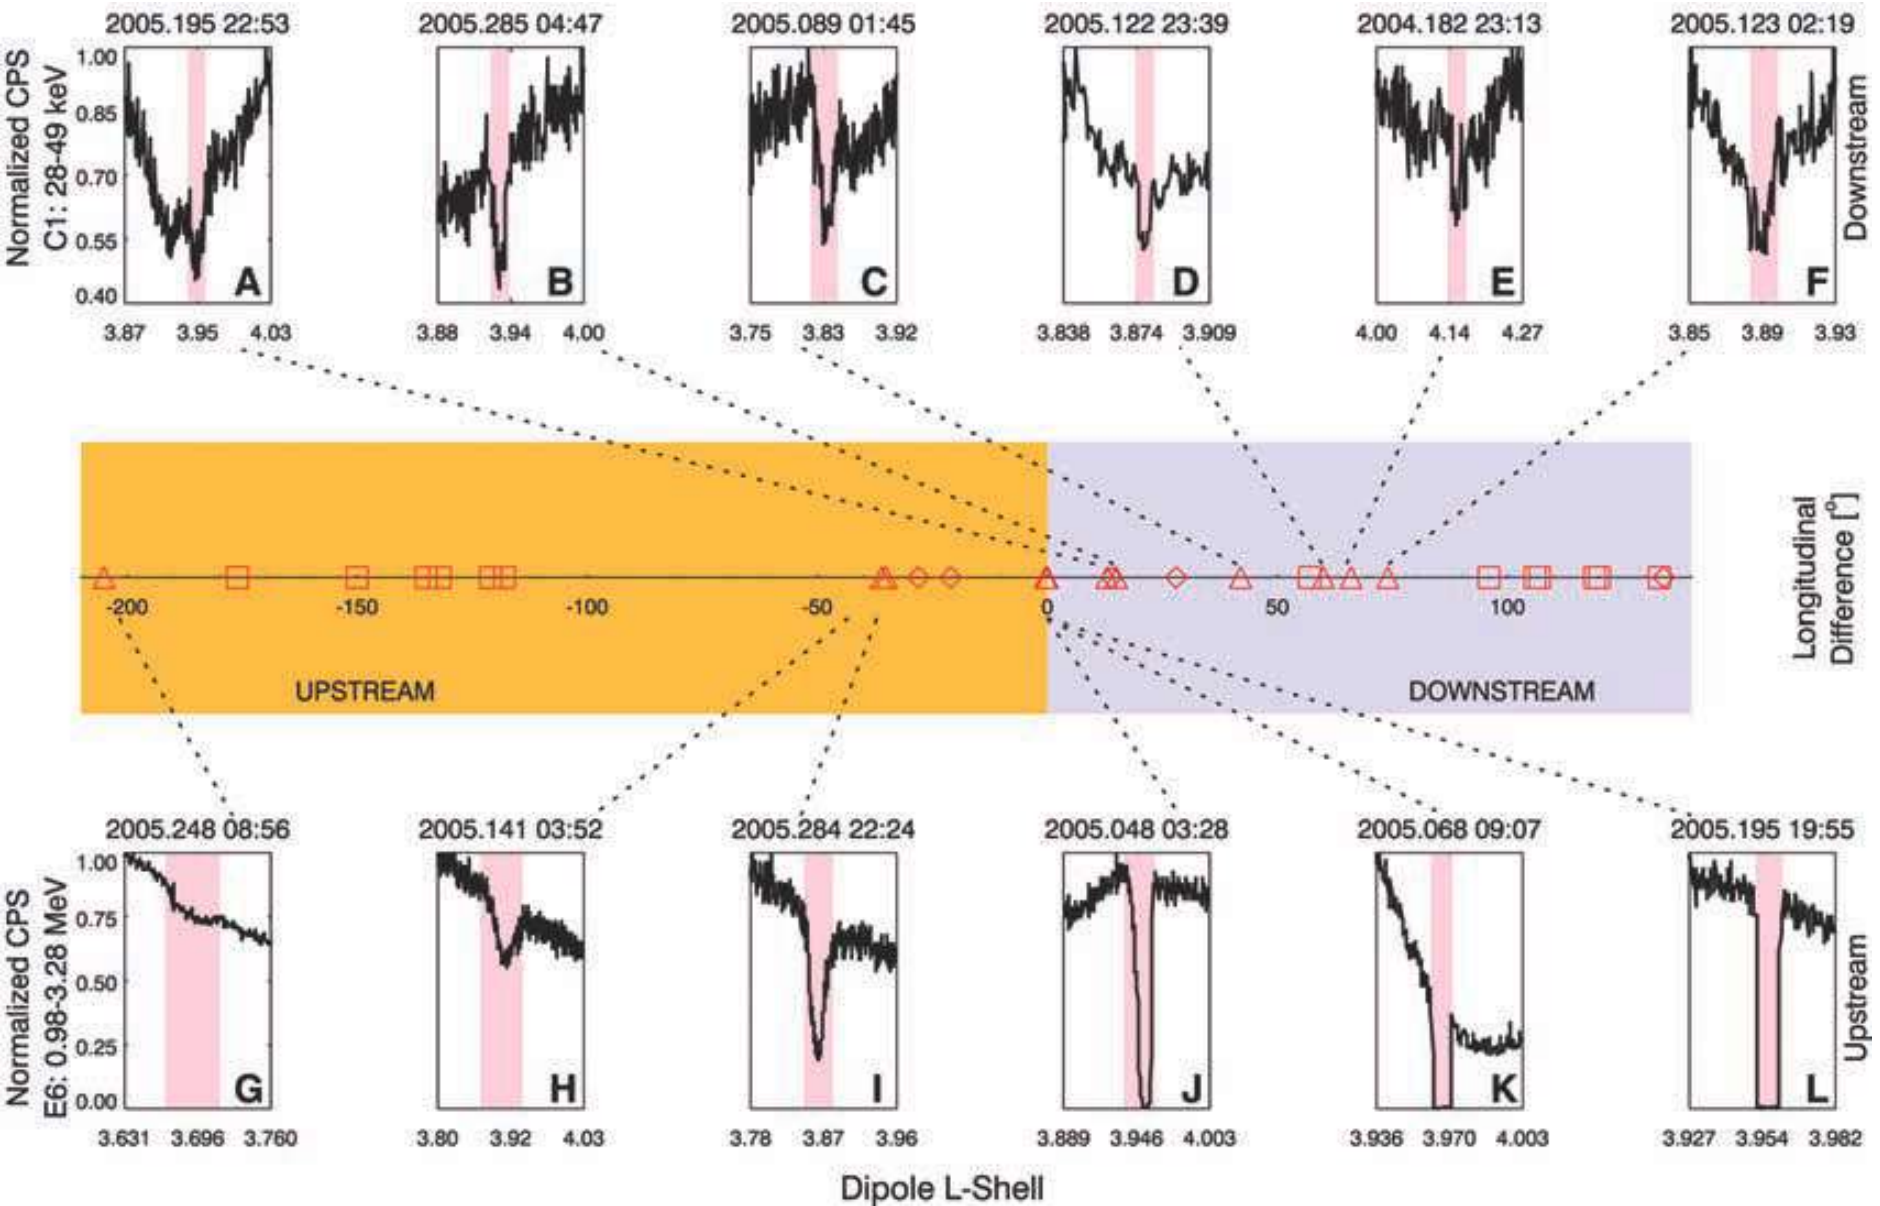 2005.195 22:53 2005.285 04:47 2005.089 01:45 2005.122 23:39 2004.182 23:13 2005.123 02:19
Normalized CPS
C1: 28-49 keV
1.00
0.85
0.70
0.55
0.40
A B C D E F
Downstream
3.87 3.95 4.03 3.88 3.94 4.00 3.75 3.83 3.92 3.838 3.874 3.909 4.00 4.14 4.27 3.85 3.89 3.93
-200 -150 -100 -50 0 50 100
UPSTREAM DOWNSTREAM
Longitudinal
Difference [°]
2005.248 08:56 2005.141 03:52 2005.284 22:24 2005.048 03:28 2005.068 09:07 2005.195 19:55
Normalized CPS
E6: 0.98-3.28 MeV
1.00
0.75
0.50
0.25
0.00
G H I J K L
Upstream
3.631 3.696 3.760 3.80 3.92 4.03 3.78 3.87 3.96 3.889 3.946 4.003 3.936 3.970 4.003 3.927 3.954 3.982
Dipole L-Shell